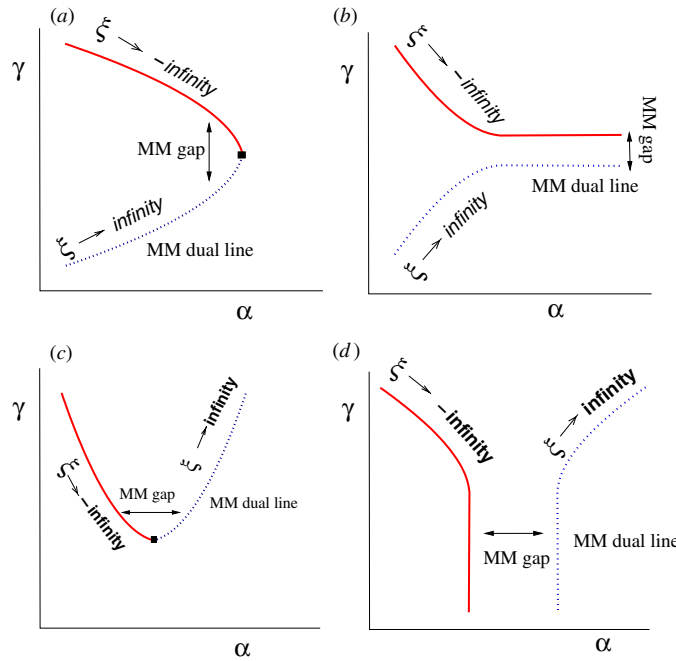 (a)
γ
ξ
–infinity
MM gap
ξ
infinity
MM dual line
α
(b)
γ
ξ
–infinity
MM gap
MM dual line
ξ
infinity
α
(c)
γ
ξ
–infinity
MM gap
ξ
infinity
MM dual line
α
(d)
γ
ξ
–infinity
ξ
infinity
MM gap
MM dual line
α